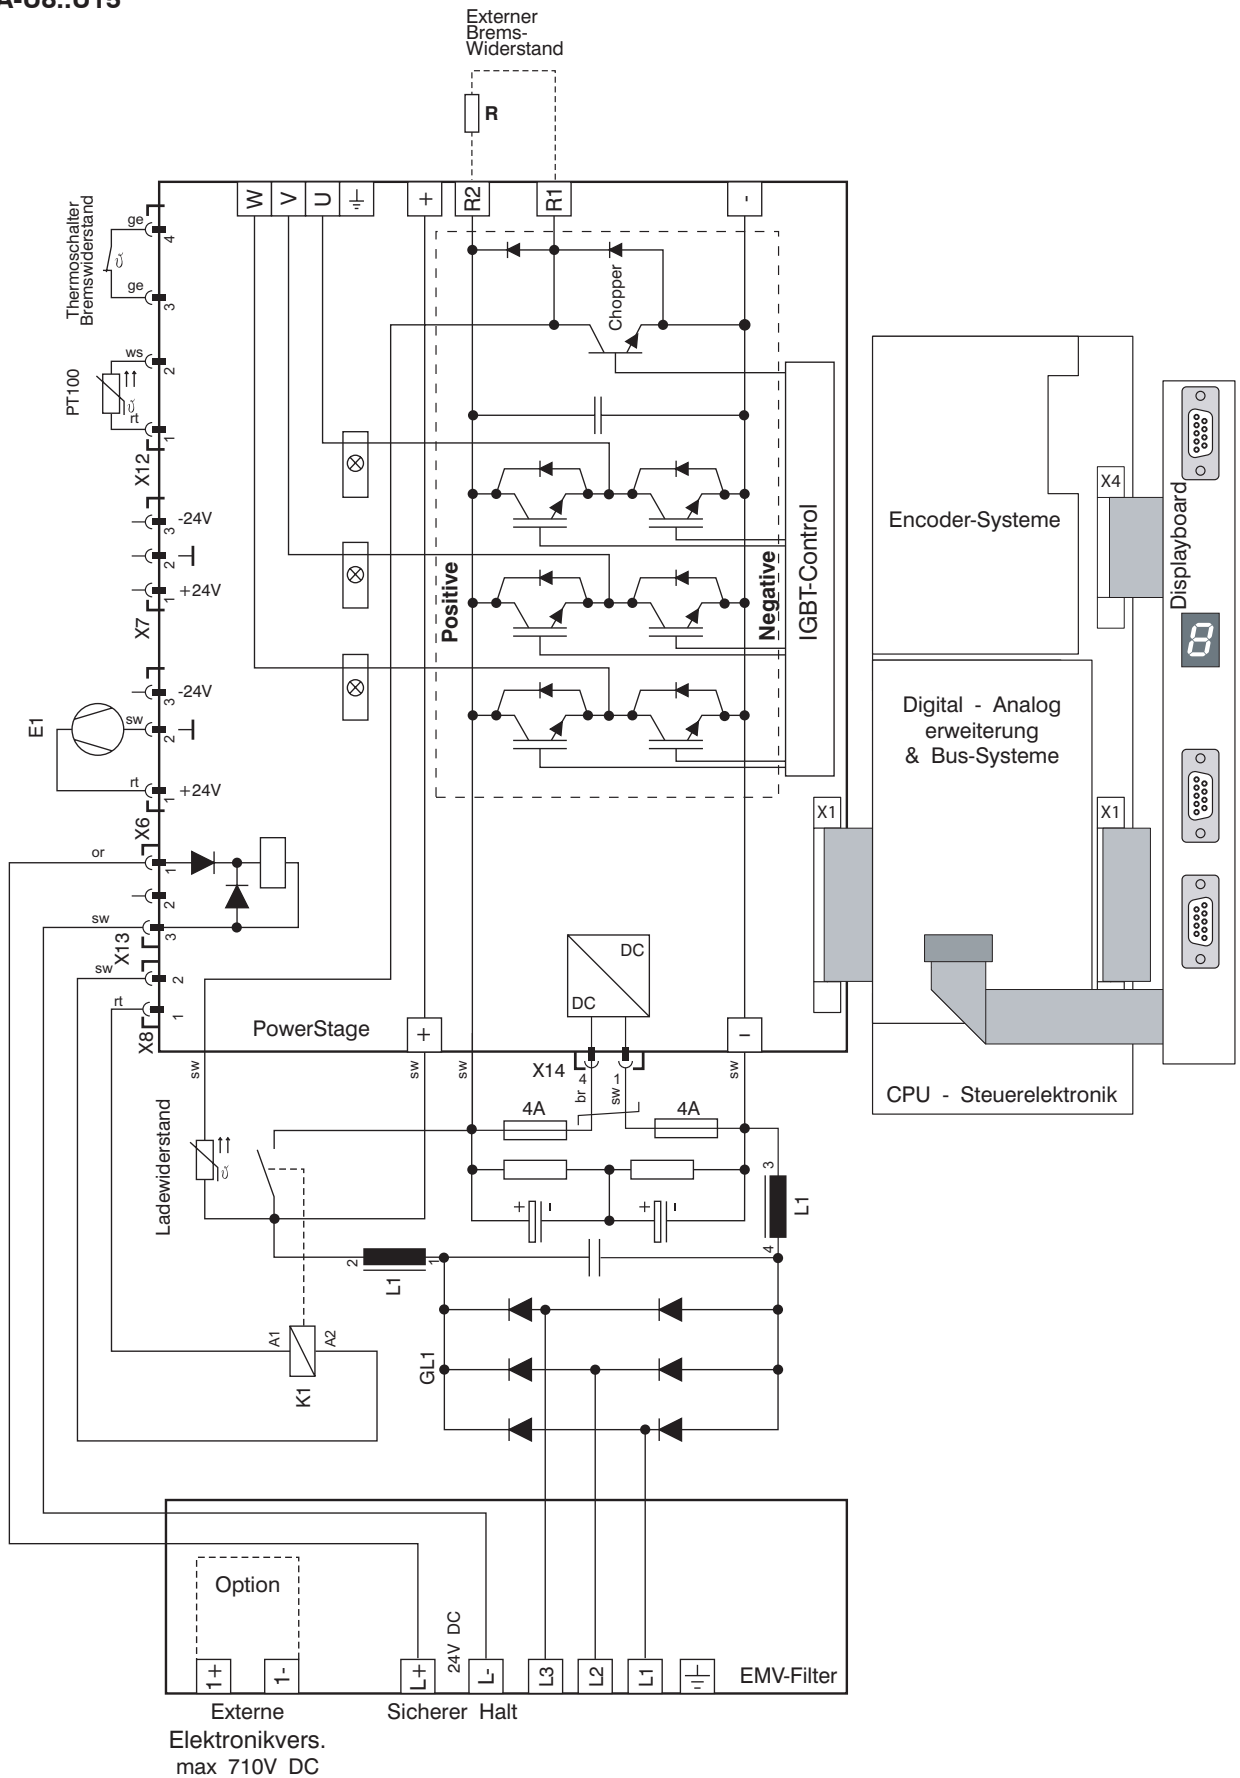 A-U8..U15
Externer
Brems-
Widerstand
R
W
V
U
+
R2
R1
-
Thermoschalter
Bremswiderstand
ge
4
ge
3
ws
2
PT100
rt
1
X12
Chopper
3
-24V
2
1
+24V
X7
Positive
Negative
IGBT-Control
3
-24V
E1
sw
2
rt
1
+24V
X6
or
1
2
sw
3
X13
sw
2
rt
1
X8
PowerStage
DC
DC
+
–
X1
Encoder-Systeme
X4
Displayboard
8
Digital - Analog
erweiterung
& Bus-Systeme
X1
CPU - Steuerelektronik
sw
sw
sw
X14
4
br
1
sw
sw
4A
4A
Ladewiderstand
+
-
+
-
3
L1
4
2
L1
1
A1
A2
K1
GL1
Option
24V DC
1+
1-
L+
L-
L3
L2
L1
EMV-Filter
Externe
Elektronikvers.
max 710V DC
Sicherer Halt